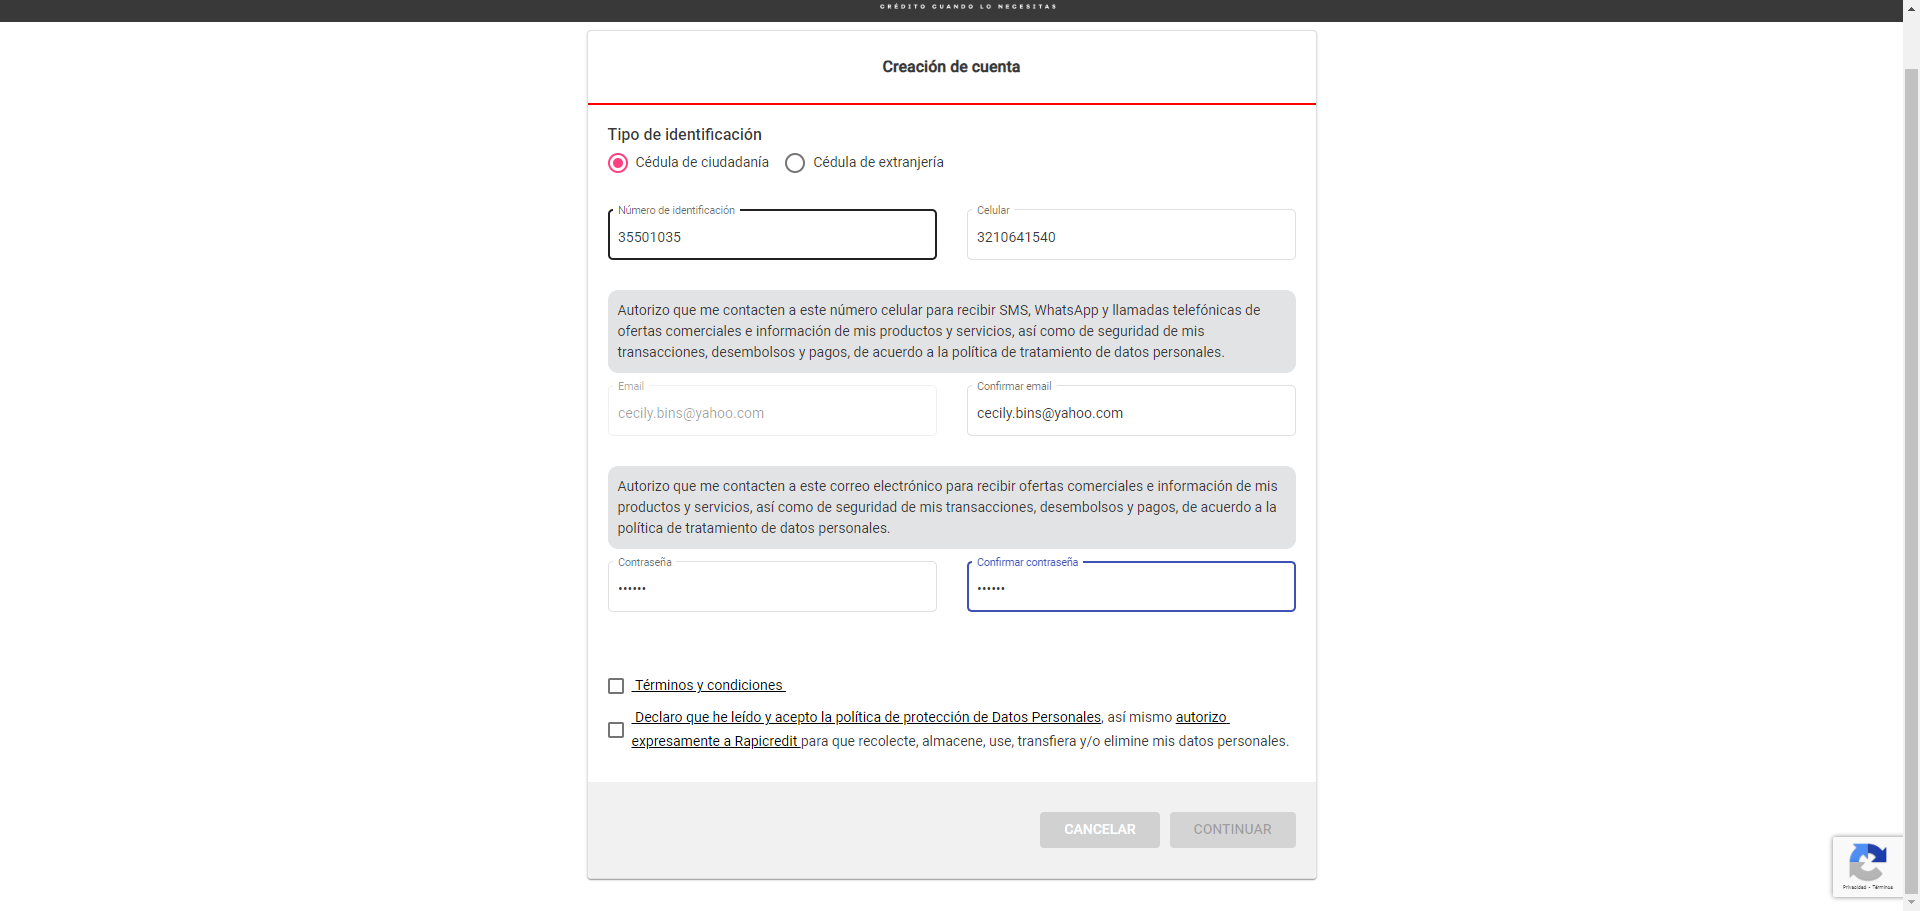 CRÉDITO CUANDO LO NECESITAS
Creación de cuenta
Tipo de identificación
Cédula de ciudadanía
Cédula de extranjería
Número de identificación
35501035
Celular
3210641540
Autorizo que me contacten a este número celular para recibir SMS, WhatsApp y llamadas telefónicas de
ofertas comerciales e información de mis productos y servicios, así como de seguridad de mis
transacciones, desembolsos y pagos, de acuerdo a la política de tratamiento de datos personales.
Email
cecily.bins@yahoo.com
Confirmar email
cecily.bins@yahoo.com
Autorizo que me contacten a este correo electrónico para recibir ofertas comerciales e información de mis
productos y servicios, así como de seguridad de mis transacciones, desembolsos y pagos, de acuerdo a la
política de tratamiento de datos personales.
Contraseña
••••••
Confirmar contraseña
••••••
Términos y condiciones
Declaro que he leído y acepto la política de protección de Datos Personales, así mismo autorizo
expresamente a Rapicredit para que recolecte, almacene, use, transfiera y/o elimine mis datos personales.
CANCELAR
CONTINUAR
Privacidad - Términos